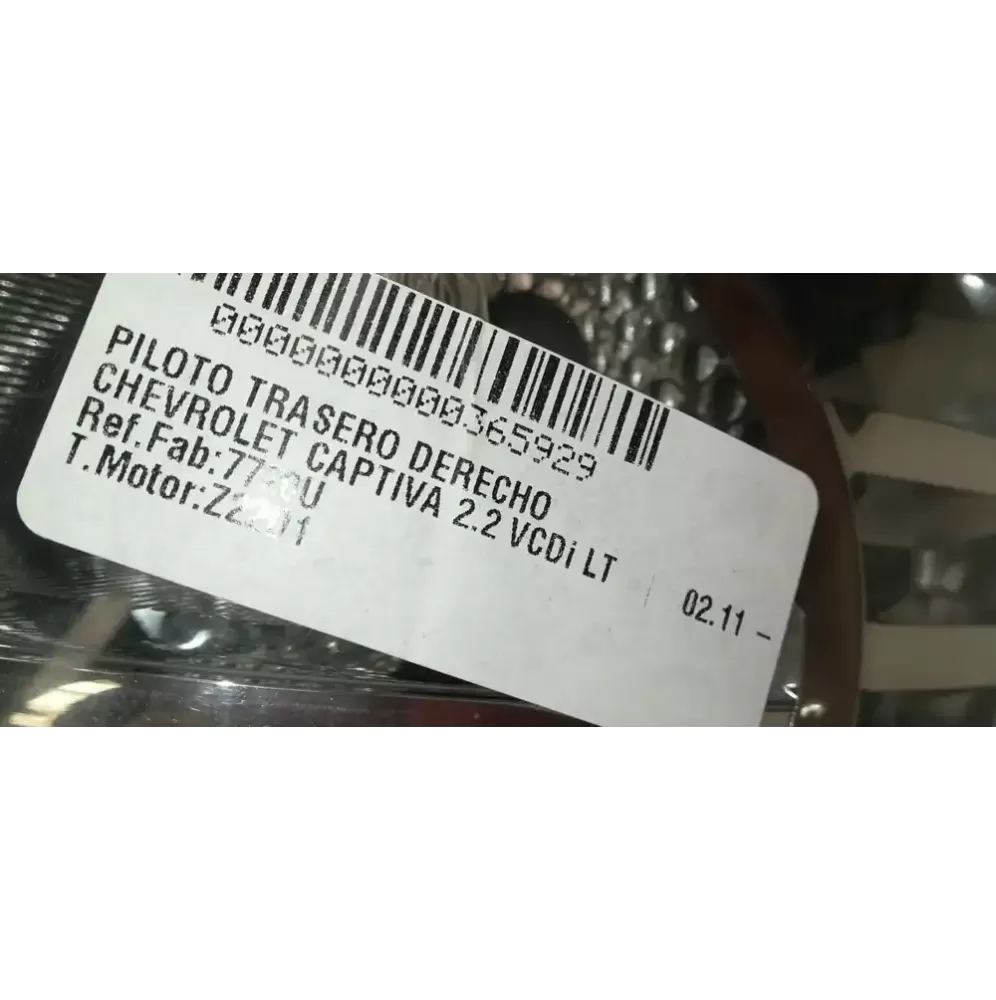 0000000000365929
PILOTO TRASERO DERECHO
CHEVROLET CAPTIVA 2.2 VCDi LT
02.11 -
Ref.Fab:
T.Motor: